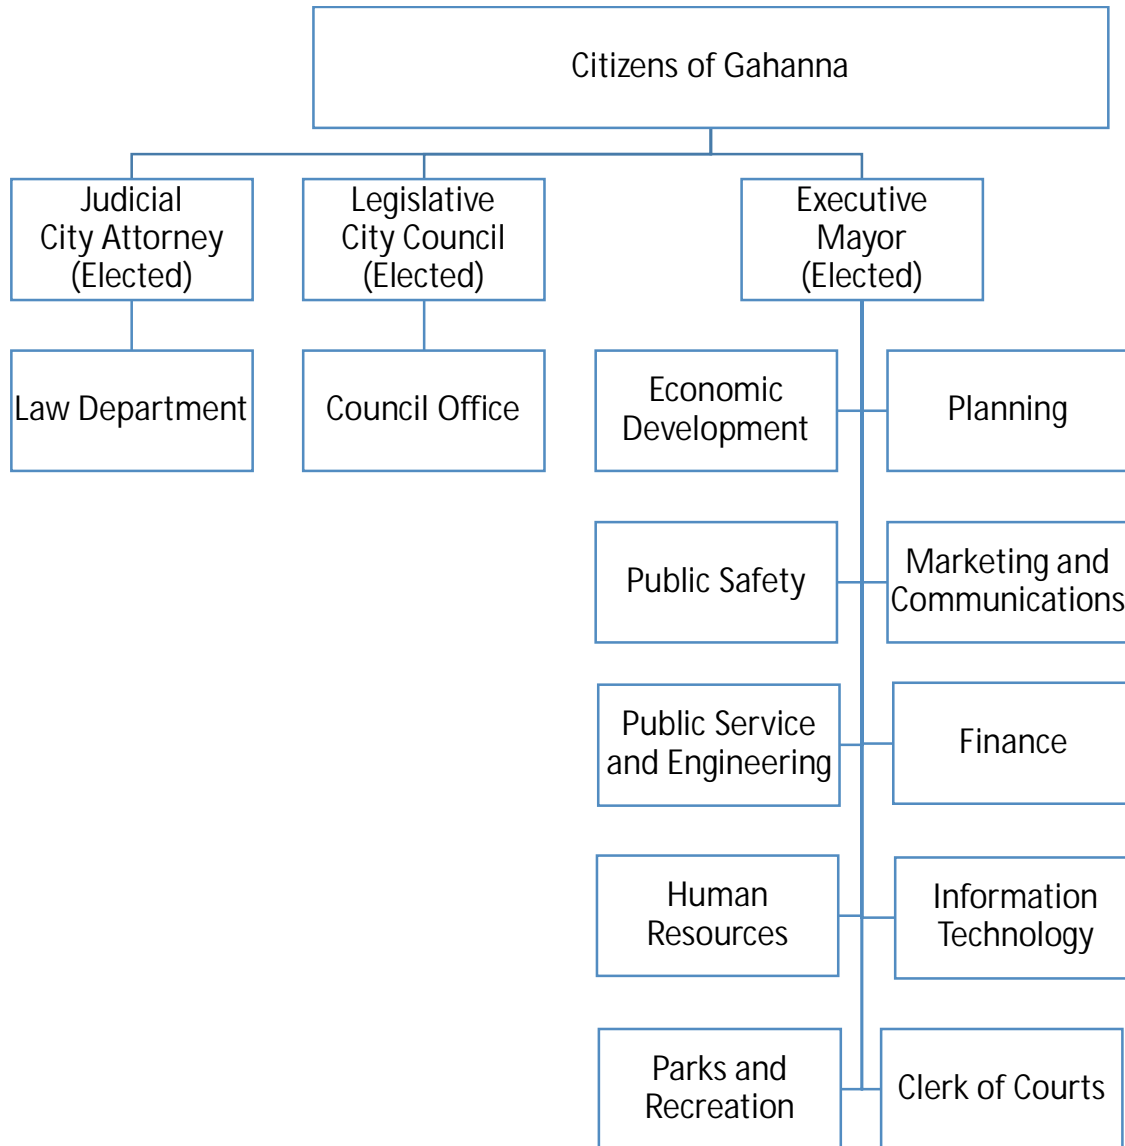 Citizens of Gahanna
Judicial
City Attorney
(Elected)
Legislative
City Council
(Elected)
Executive
Mayor
(Elected)
Law Department
Council Office
Economic
Development
Planning
Public Safety
Marketing and
Communications
Public Service
and Engineering
Finance
Human
Resources
Information
Technology
Parks and
Recreation
Clerk of Courts